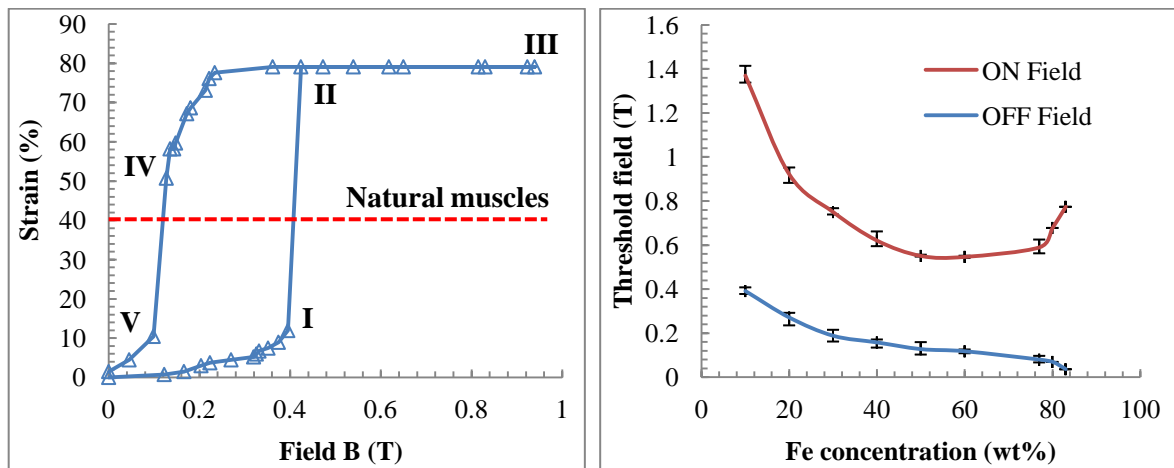 90
80
70
60
50
40
30
20
10
0
Strain (%)
III
II
IV
Natural muscles
V
I
0
0.2
0.4
0.6
0.8
1
Field B (T)
1.6
1.4
1.2
1
0.8
0.6
0.4
0.2
0
Threshold field (T)
ON Field
OFF Field
0
20
40
60
80
100
Fe concentration (wt%)